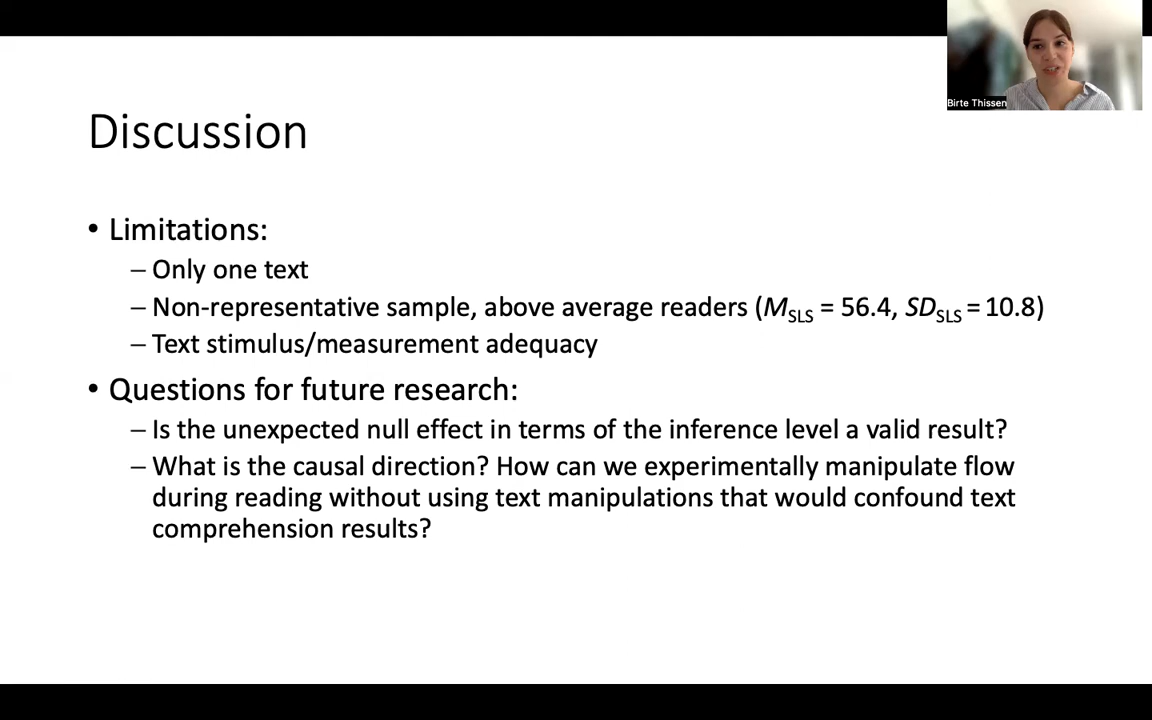 Birte Thissen
Discussion
• Limitations:
– Only one text
– Non-representative sample, above average readers (MSLS = 56.4, SDSLS = 10.8)
– Text stimulus/measurement adequacy
• Questions for future research:
– Is the unexpected null effect in terms of the inference level a valid result?
– What is the causal direction? How can we experimentally manipulate flow
during reading without using text manipulations that would confound text
comprehension results?